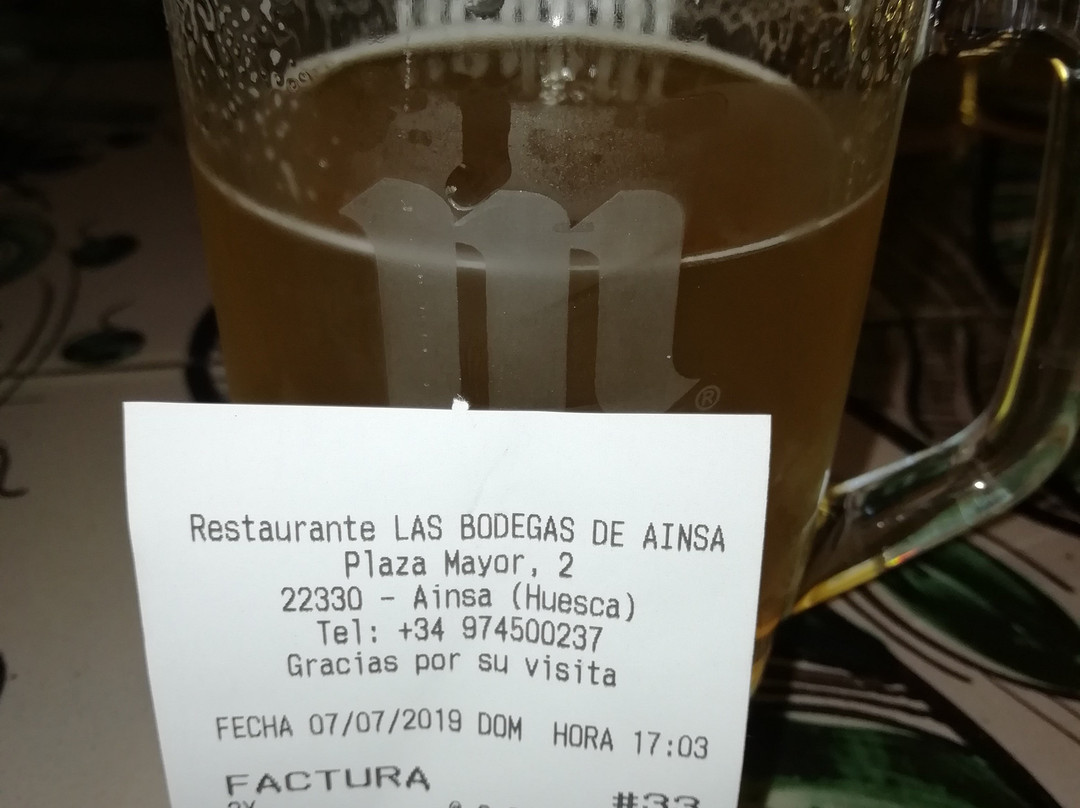 m®
Restaurante LAS BODEGAS DE AINSA
Plaza Mayor, 2
22330 - Ainsa (Huesca)
Tel: +34 974500237
Gracias por su visita
FECHA 07/07/2019 DOM HORA 17:03
FACTURA
#33